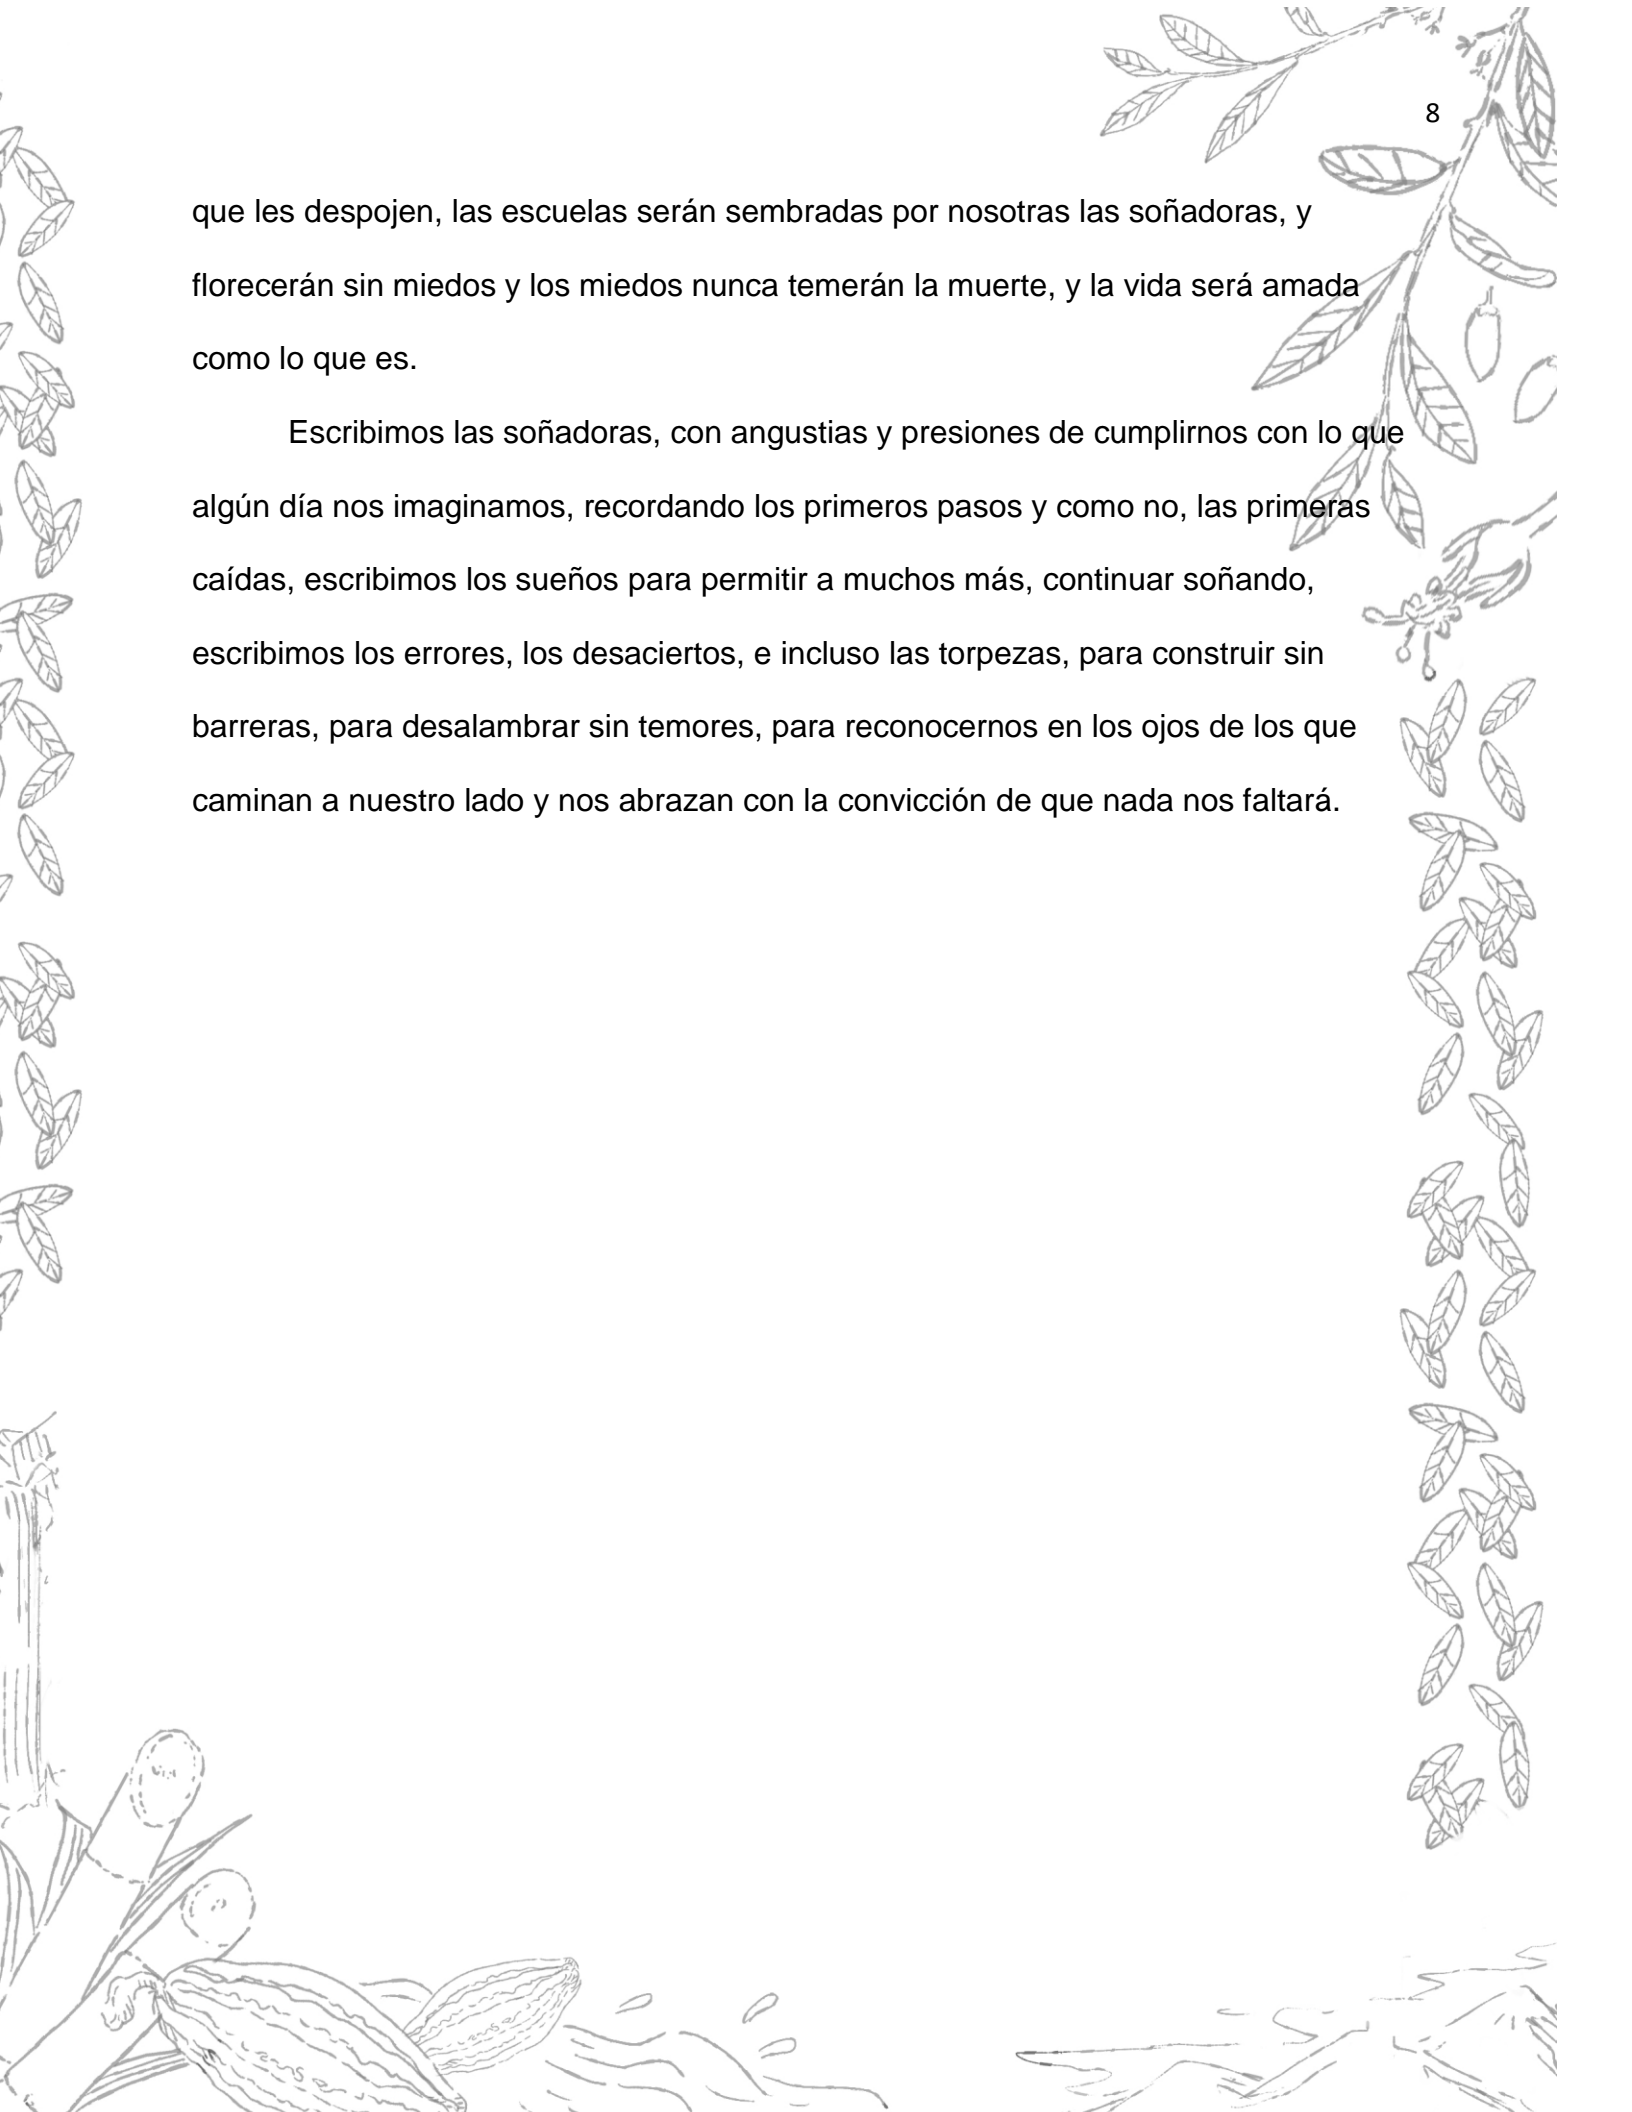 8
que les despojen, las escuelas serán sembradas por nosotras las soñadoras, y
florecerán sin miedos y los miedos nunca temerán la muerte, y la vida será amada
como lo que es.
Escribimos las soñadoras, con angustias y presiones de cumplirnos con lo que
algún día nos imaginamos, recordando los primeros pasos y como no, las primeras
caídas, escribimos los sueños para permitir a muchos más, continuar soñando,
escribimos los errores, los desaciertos, e incluso las torpezas, para construir sin
barreras, para desalambrar sin temores, para reconocernos en los ojos de los que
caminan a nuestro lado y nos abrazan con la convicción de que nada nos faltará.